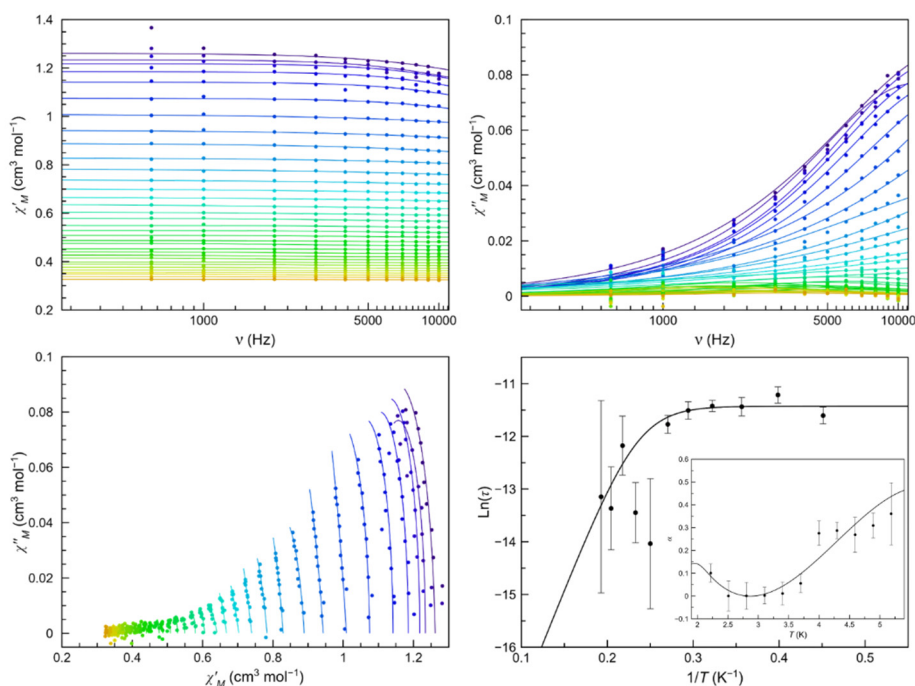 1.4
1.2
1
0.8
0.6
0.4
0.2
χ′M (cm³ mol⁻¹)
1000 5000 10000
ν (Hz)
0.1
0.08
0.06
0.04
0.02
0
χ″M (cm³ mol⁻¹)
1000 5000 10000
ν (Hz)
0.1
0.08
0.06
0.04
0.02
0
χ″M (cm³ mol⁻¹)
0.2 0.4 0.6 0.8 1 1.2
χ′M (cm³ mol⁻¹)
−11
−12
−13
−14
−15
−16
Ln(τ)
0.1 0.2 0.3 0.4 0.5
1/T (K⁻¹)
0.6
0.5
0.4
0.3
0.2
0.1
0
−0.1
α
2 2.5 3 3.5 4 4.5 5
T (K)